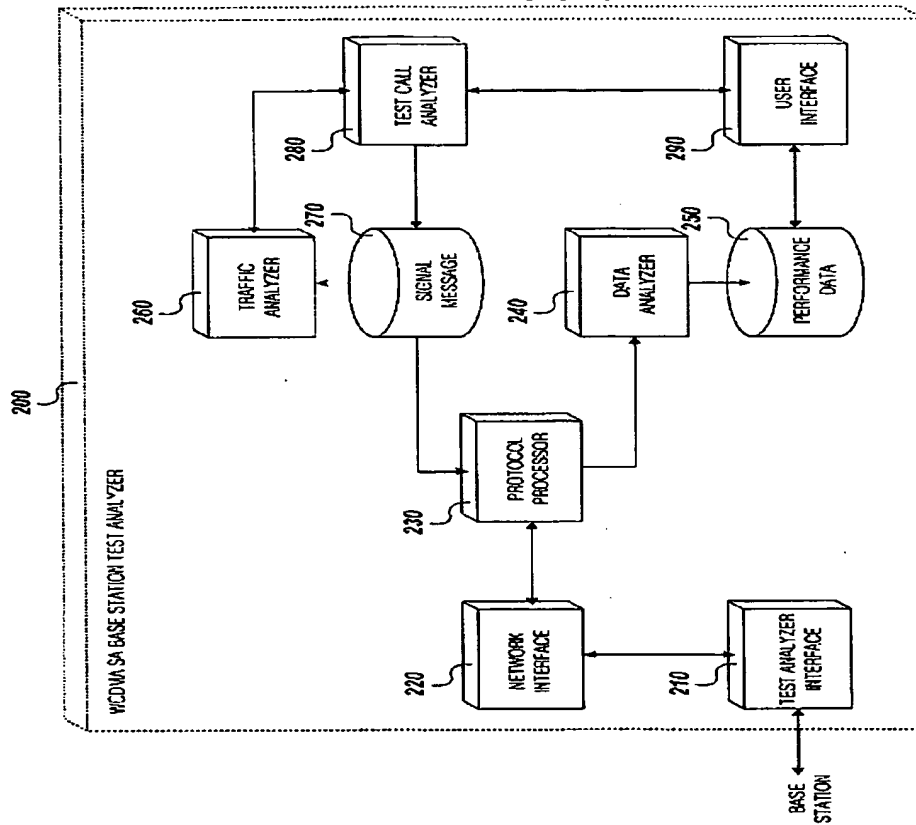 200
WCDMA SA BASE STATION TEST ANALYZER
260
TRAFFIC
ANALYZER
280
TEST CALL
ANALYZER
270
SIGNAL
MESSAGE
230
PROTOCOL
PROCESSOR
240
DATA
ANALYZER
220
NETWORK
INTERFACE
250
PERFORMANCE
DATA
290
USER
INTERFACE
210
TEST ANALYZER
INTERFACE
BASE
STATION